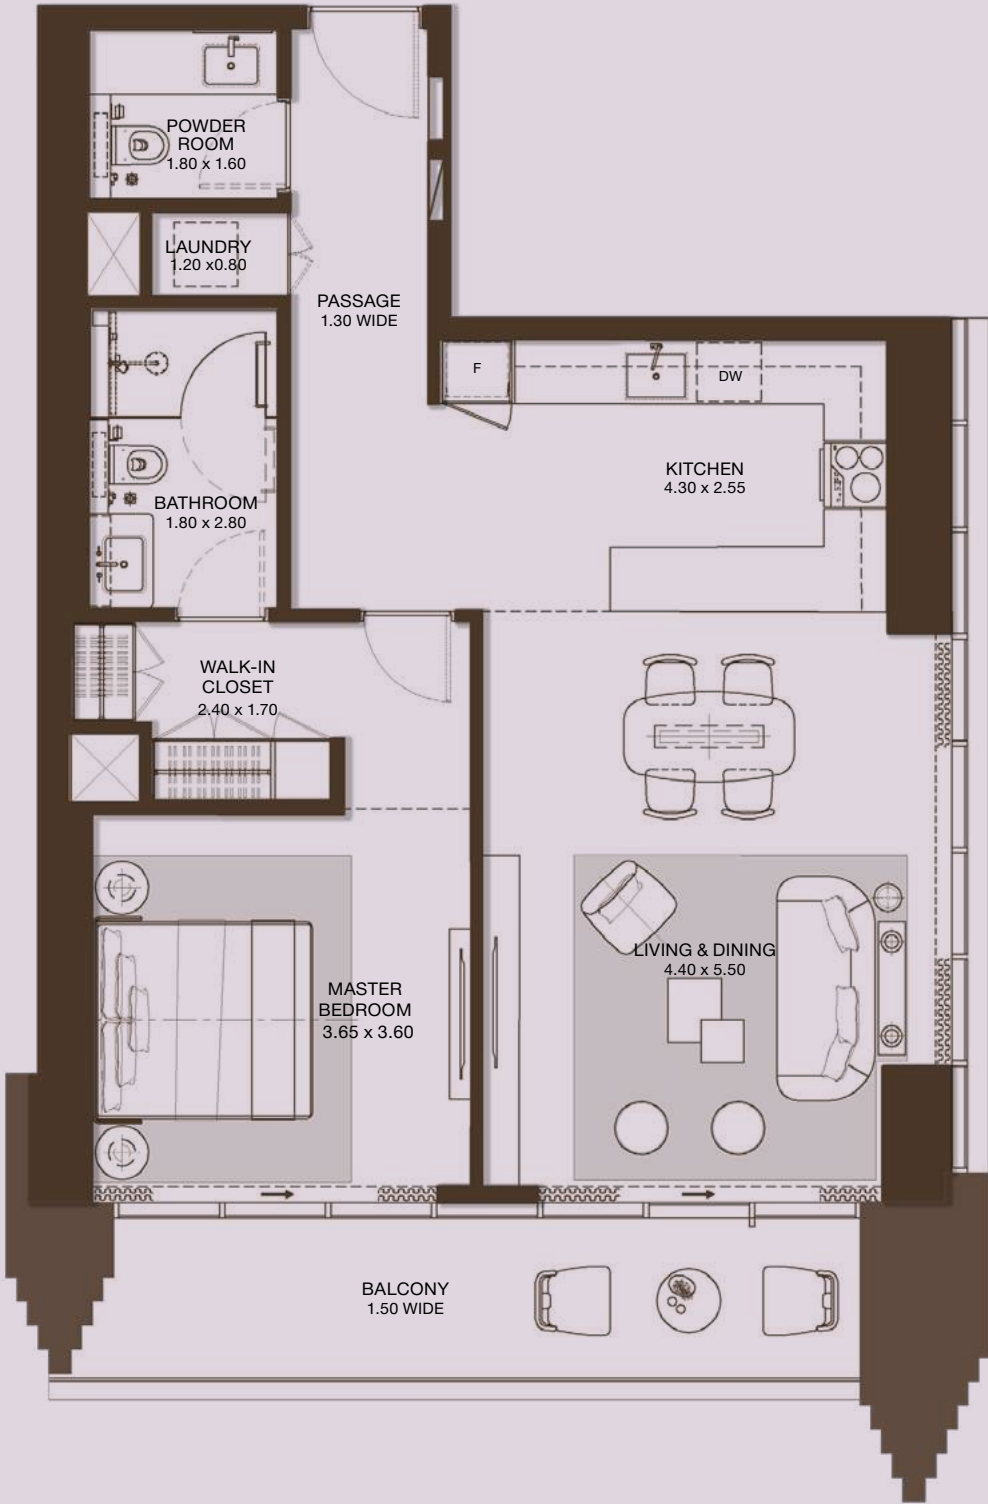 POWDER
ROOM
1.80 x 1.60
LAUNDRY
1.20 x0.80
PASSAGE
1.30 WIDE
F
DW
KITCHEN
4.30 x 2.55
BATHROOM
1.80 x 2.80
WALK-IN
CLOSET
2.40 x 1.70
LIVING & DINING
4.40 x 5.50
MASTER
BEDROOM
3.65 x 3.60
BALCONY
1.50 WIDE